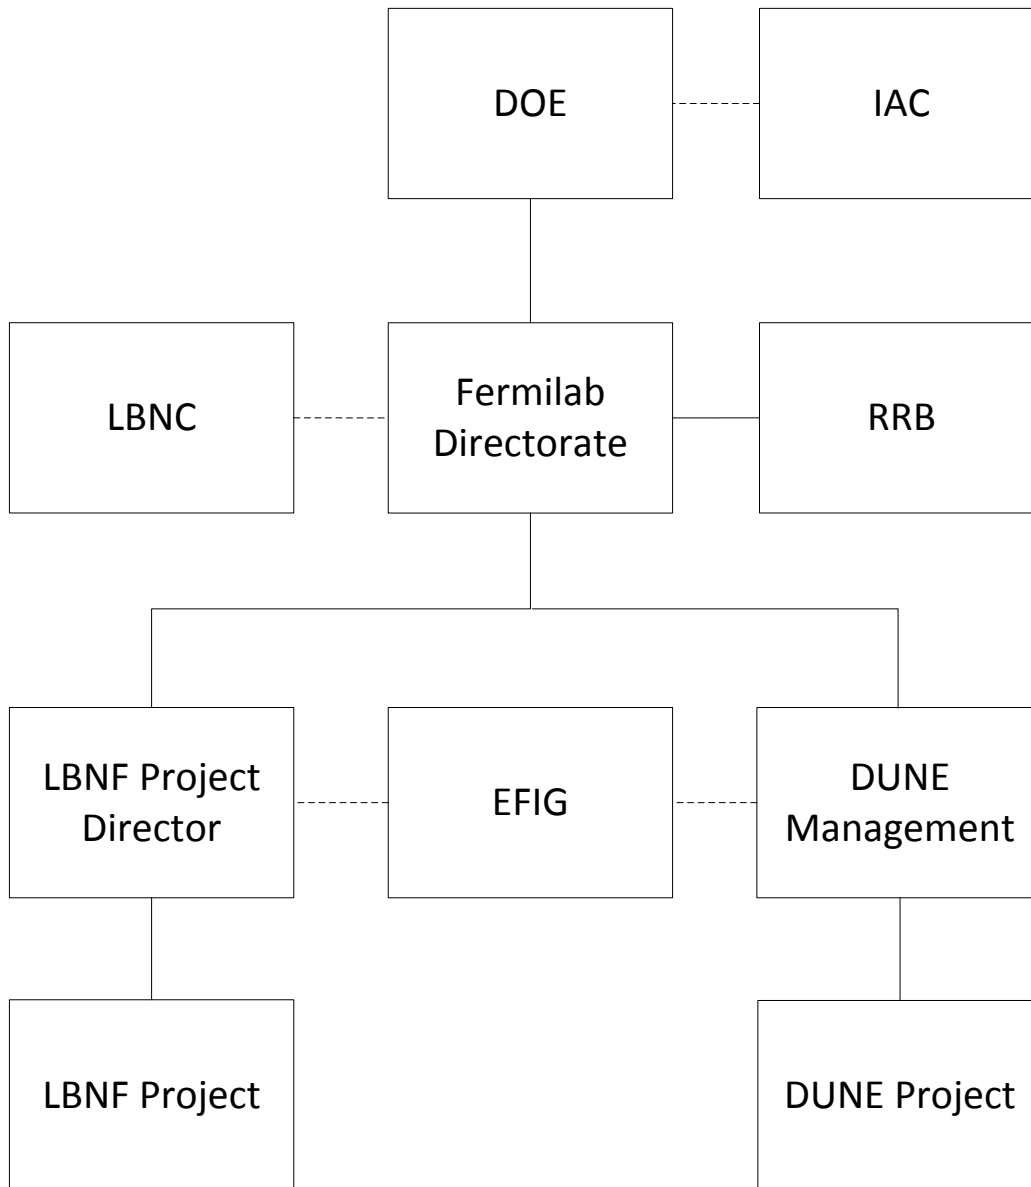 DOE
IAC
LBNC
Fermilab
Directorate
RRB
LBNF Project
Director
EFIG
DUNE
Management
LBNF Project
DUNE Project